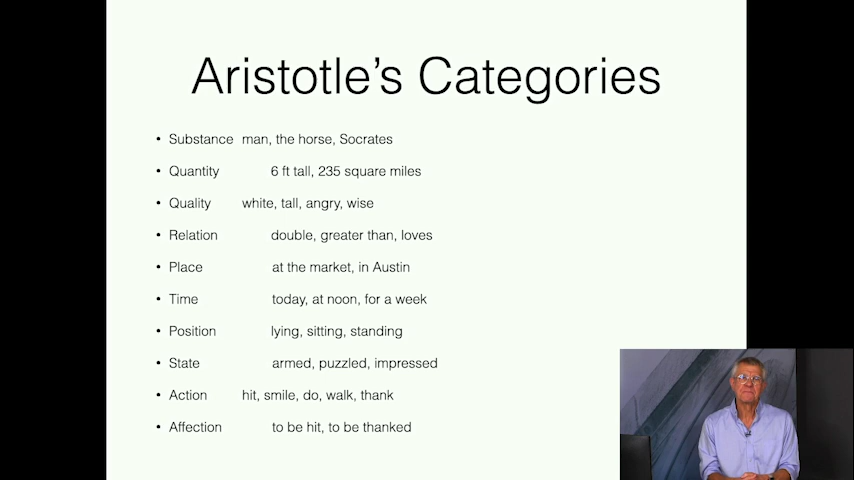 Aristotle's Categories
• Substance man, the horse, Socrates
• Quantity 6 ft tall, 235 square miles
• Quality white, tall, angry, wise
• Relation double, greater than, loves
• Place at the market, in Austin
• Time today, at noon, for a week
• Position lying, sitting, standing
• State armed, puzzled, impressed
• Action hit, smile, do, walk, thank
• Affection to be hit, to be thanked